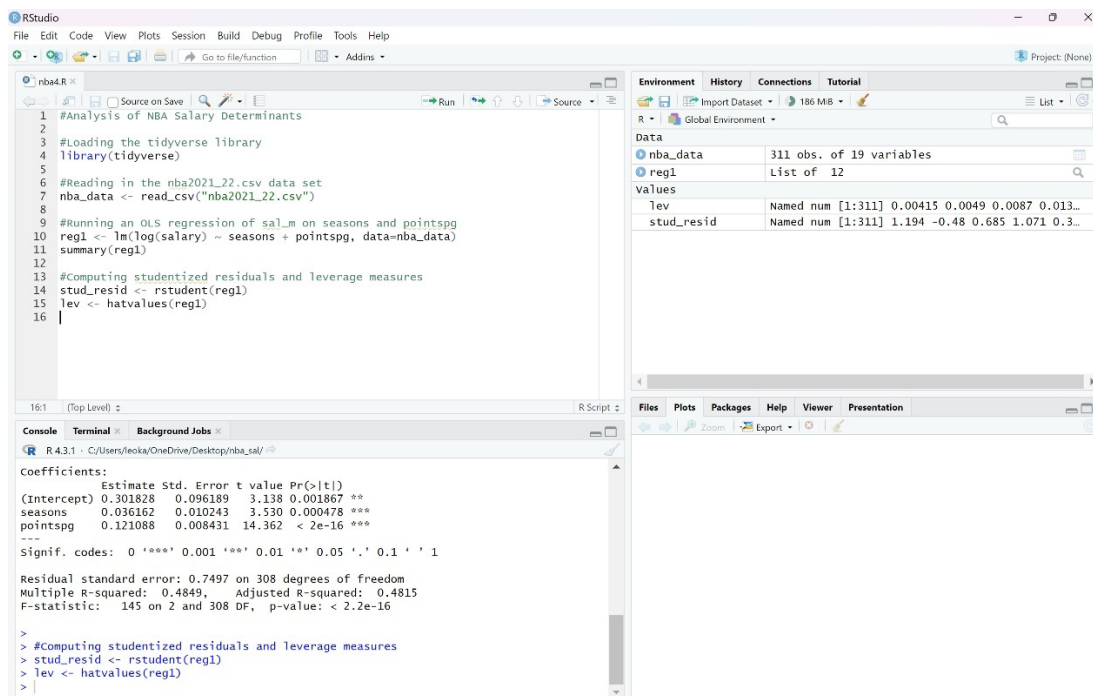 RStudio
File Edit Code View Plots Session Build Debug Profile Tools Help
Go to file/function Addins
Project: (None)
nba4.R
Source on Save Run Source
1 #Analysis of NBA Salary Determinants
2
3 #Loading the tidyverse library
4 library(tidyverse)
5
6 #Reading in the nba2021_22.csv data set
7 nba_data <- read_csv("nba2021_22.csv")
8
9 #Running an OLS regression of sal_m on seasons and pointspg
10 reg1 <- lm(log(salary) ~ seasons + pointspg, data=nba_data)
11 summary(reg1)
12
13 #Computing studentized residuals and leverage measures
14 stud_resid <- rstudent(reg1)
15 lev <- hatvalues(reg1)
16
16:1 (Top Level) R Script
Console Terminal Background Jobs
R 4.3.1 · C:/Users/leoka/OneDrive/Desktop/nba_sal/
Coefficients:
Estimate Std. Error t value Pr(>|t|)
(Intercept) 0.301828 0.096189 3.138 0.001867 **
seasons 0.036162 0.010243 3.530 0.000478 ***
pointspg 0.121088 0.008431 14.362 < 2e-16 ***
---
Signif. codes: 0 ‘***’ 0.001 ‘**’ 0.01 ‘*’ 0.05 ‘.’ 0.1 ‘ ’ 1
Residual standard error: 0.7497 on 308 degrees of freedom
Multiple R-squared: 0.4849, Adjusted R-squared: 0.4815
F-statistic: 145 on 2 and 308 DF, p-value: < 2.2e-16
>
> #Computing studentized residuals and leverage measures
> stud_resid <- rstudent(reg1)
> lev <- hatvalues(reg1)
>
Environment History Connections Tutorial
Import Dataset 186 MiB List
R Global Environment
Data
nba_data 311 obs. of 19 variables
reg1 List of 12
Values
lev Named num [1:311] 0.00415 0.0049 0.0087 0.013…
stud_resid Named num [1:311] 1.194 -0.48 0.685 1.071 0.3…
Files Plots Packages Help Viewer Presentation
Zoom Export